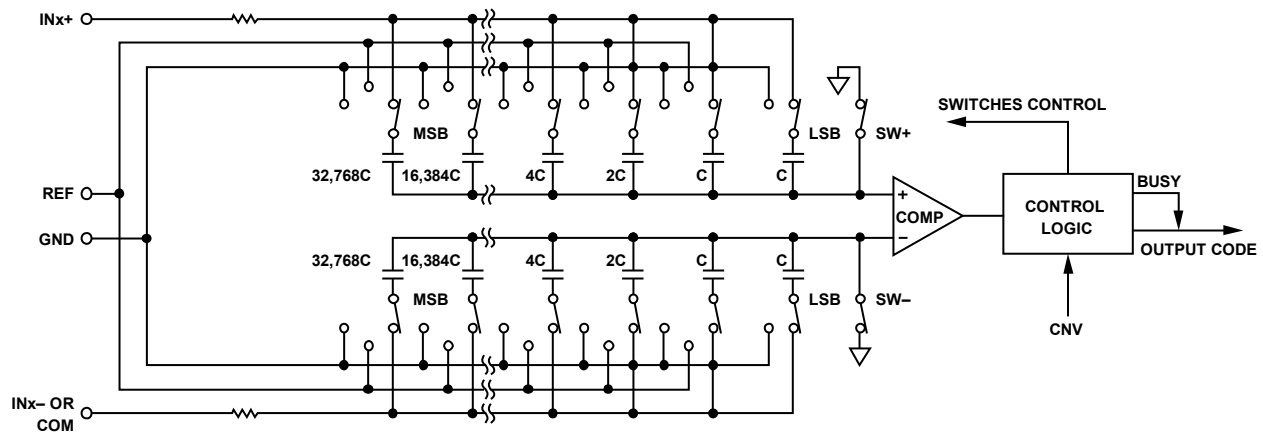 INx+
SWITCHES CONTROL
MSB
LSB
SW+
32,768C
16,384C
4C
2C
C
C
REF
BUSY
+
COMP
–
CONTROL
LOGIC
GND
OUTPUT CODE
32,768C
16,384C
4C
2C
C
C
MSB
LSB
SW–
CNV
INx– OR
COM